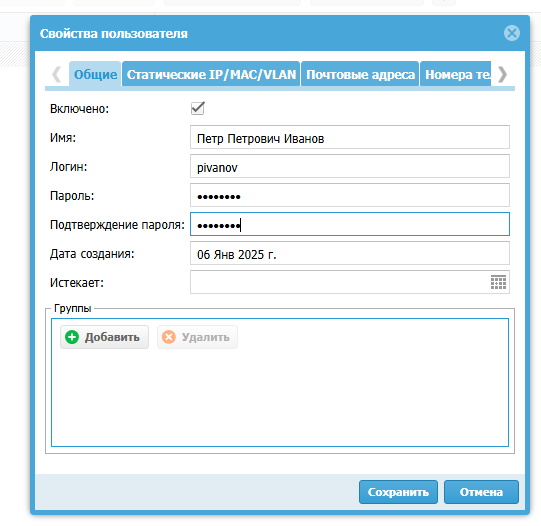 Свойства пользователя
Общие Статические IP/MAC/VLAN Почтовые адреса Номера те
Включено:
Имя: Петр Петрович Иванов
Логин: pivanov
Пароль: ••••••••
Подтверждение пароля: ••••••••
Дата создания: 06 Янв 2025 г.
Истекает:
Группы
Добавить Удалить
Сохранить Отмена